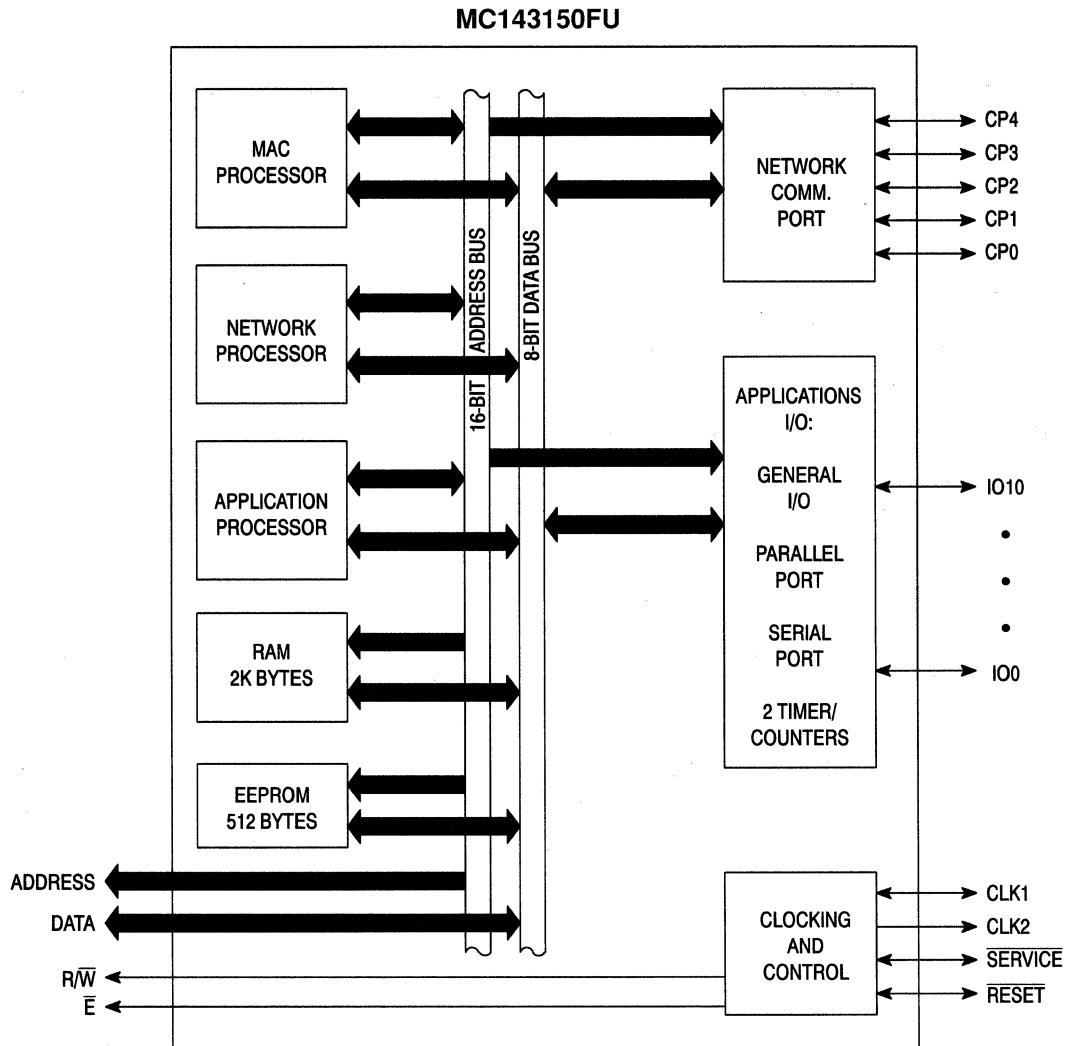 MC143150FU
MAC
PROCESSOR
NETWORK
PROCESSOR
APPLICATION
PROCESSOR
RAM
2K BYTES
EEPROM
512 BYTES
16-BIT ADDRESS BUS
8-BIT DATA BUS
NETWORK
COMM.
PORT
CP4
CP3
CP2
CP1
CP0
APPLICATIONS
I/O:
GENERAL
I/O
PARALLEL
PORT
SERIAL
PORT
2 TIMER/
COUNTERS
IO10
IO0
ADDRESS
DATA
R/W̅
E̅
CLOCKING
AND
CONTROL
CLK1
CLK2
S̅E̅R̅V̅I̅C̅E̅
R̅E̅S̅E̅T̅